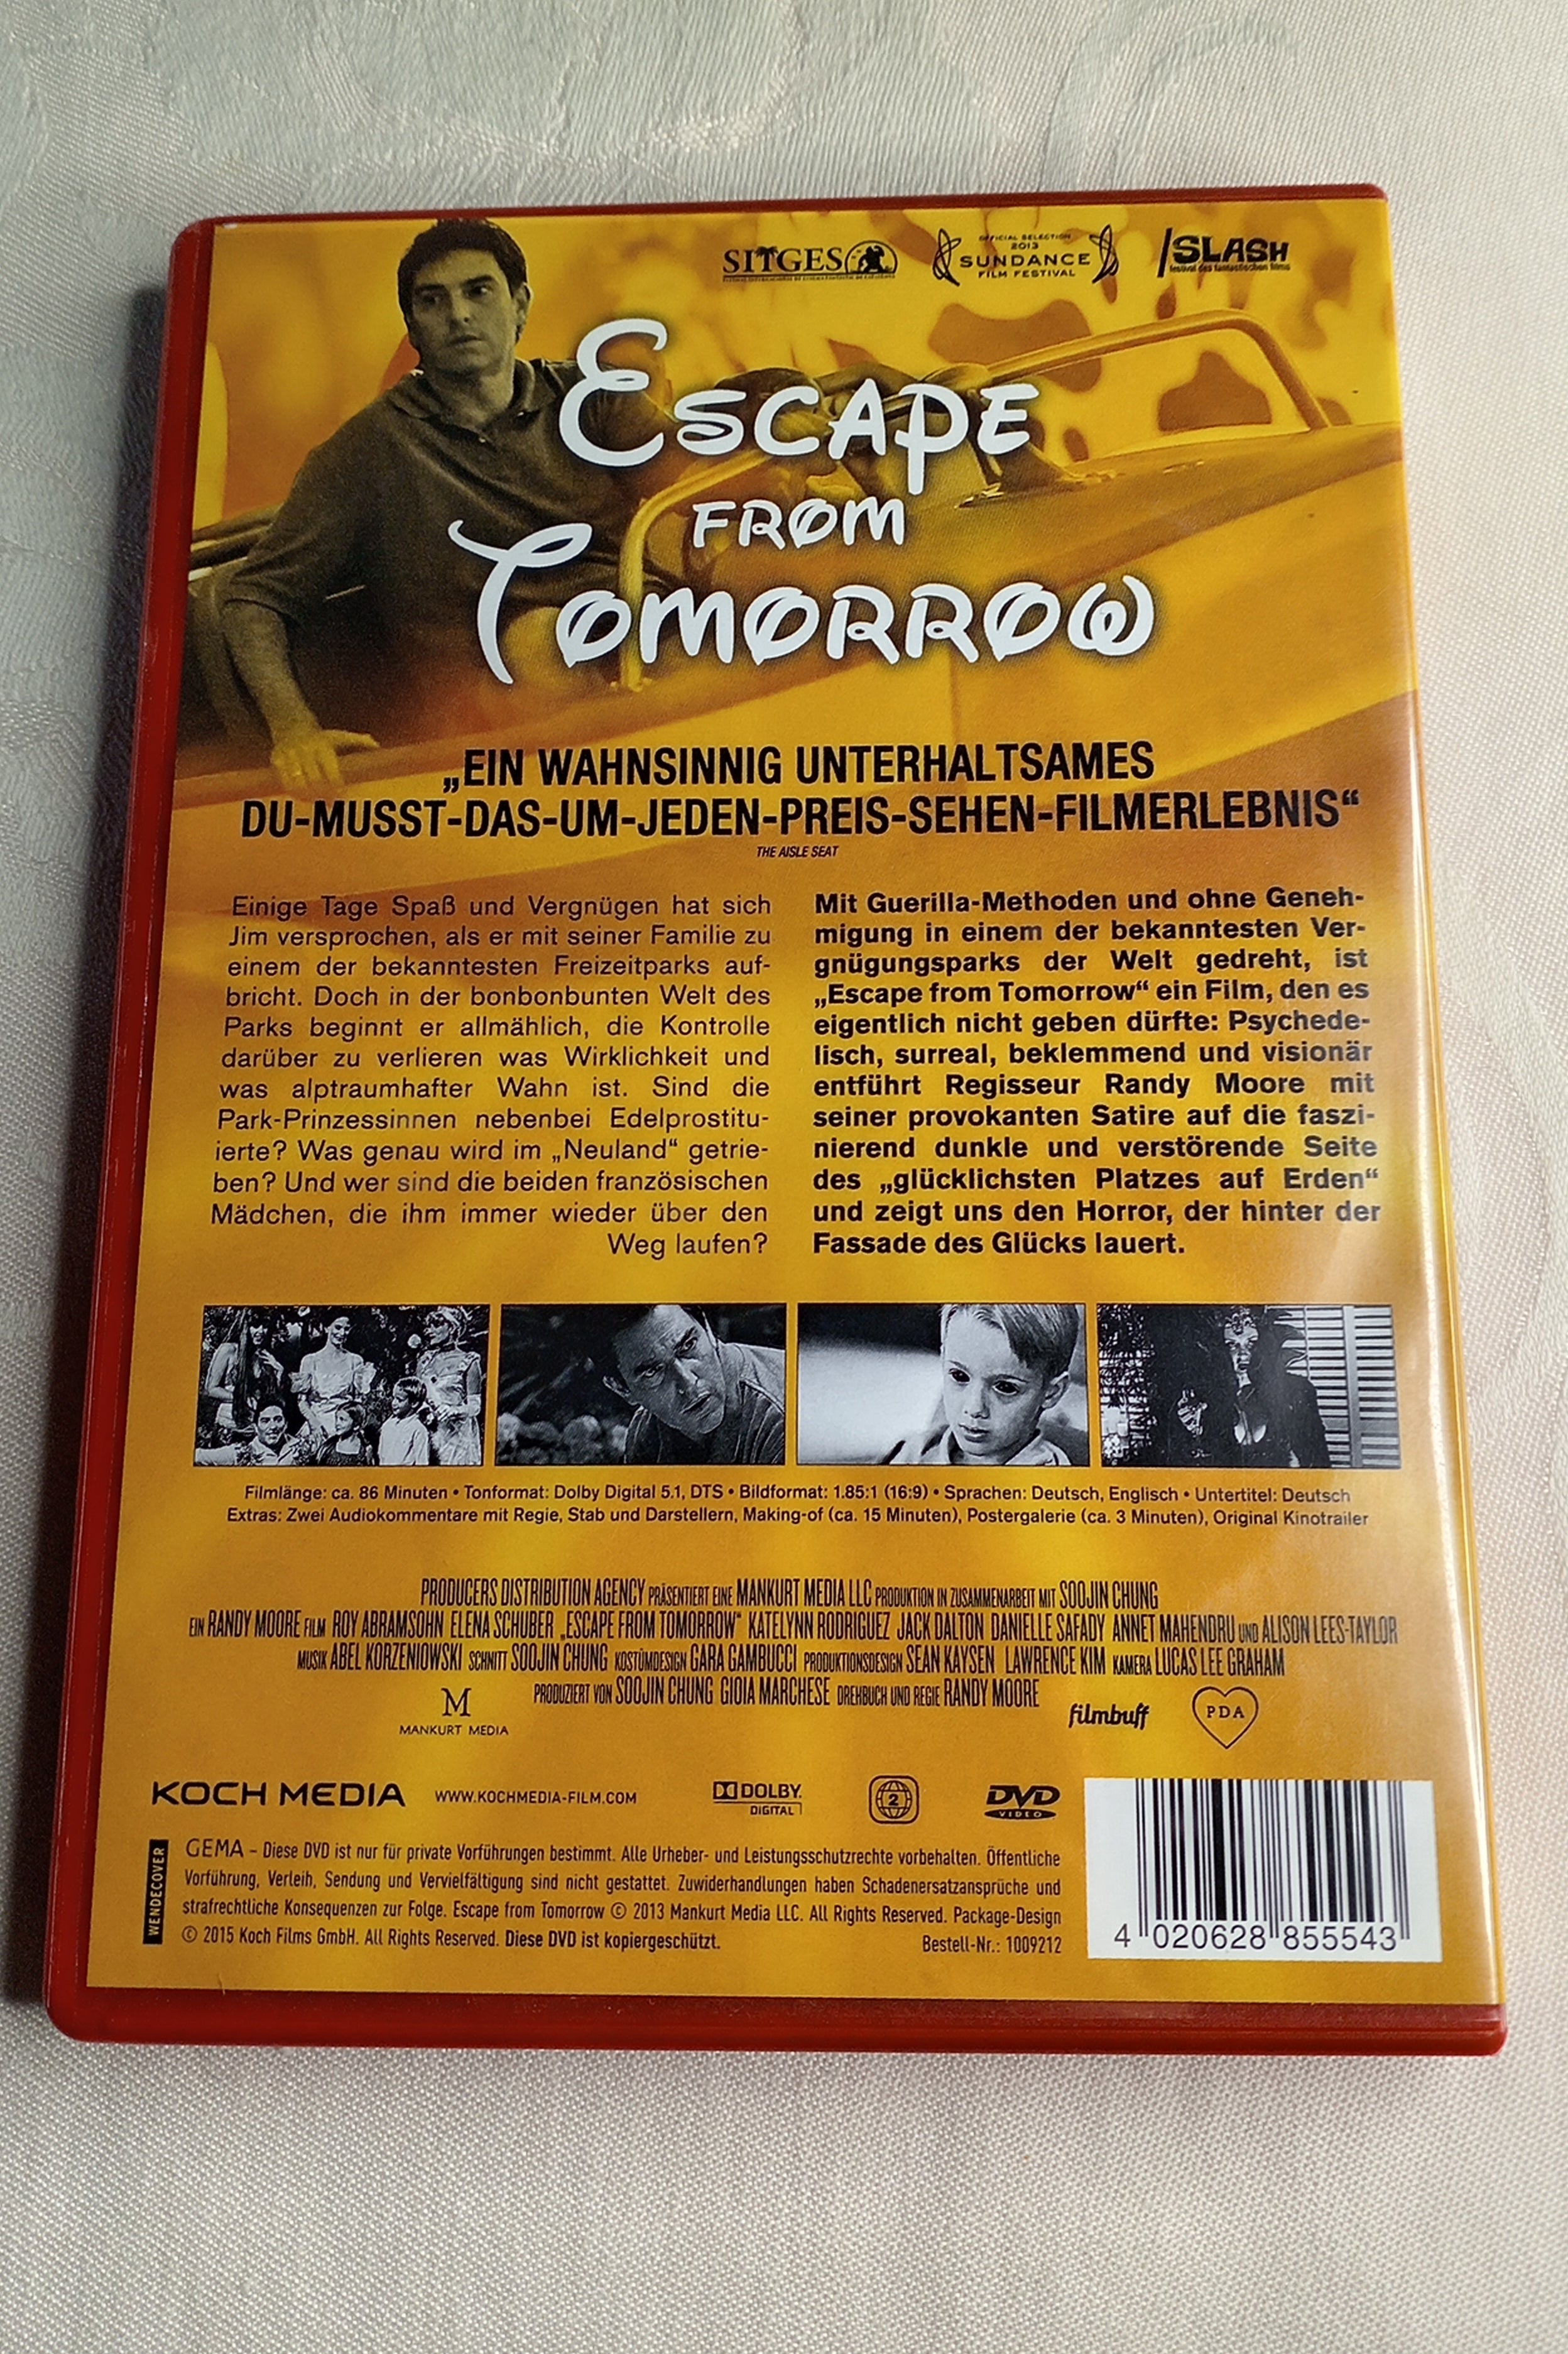 SITGES
OFFICIAL SELECTION
2013
SUNDANCE
FILM FESTIVAL
/SLASH
festival des fantastischen films
ESCAPE
FROM
TOMORROW
„EIN WAHNSINNIG UNTERHALTSAMES
DU-MUSST-DAS-UM-JEDEN-PREIS-SEHEN-FILMERLEBNIS“
THE AISLE SEAT
Einige Tage Spaß und Vergnügen hat sich
Jim versprochen, als er mit seiner Familie zu
einem der bekanntesten Freizeitparks auf-
bricht. Doch in der bonbonbunten Welt des
Parks beginnt er allmählich, die Kontrolle
darüber zu verlieren was Wirklichkeit und
was alptraumhafter Wahn ist. Sind die
Park-Prinzessinnen nebenbei Edelprostitu-
ierte? Was genau wird im „Neuland“ getrie-
ben? Und wer sind die beiden französischen
Mädchen, die ihm immer wieder über den
Weg laufen?
Mit Guerilla-Methoden und ohne Geneh-
migung in einem der bekanntesten Ver-
gnügungsparks der Welt gedreht, ist
„Escape from Tomorrow“ ein Film, den es
eigentlich nicht geben dürfte: Psychede-
lisch, surreal, beklemmend und visionär
entführt Regisseur Randy Moore mit
seiner provokanten Satire auf die faszi-
nierend dunkle und verstörende Seite
des „glücklichsten Platzes auf Erden“
und zeigt uns den Horror, der hinter der
Fassade des Glücks lauert.
Filmlänge: ca. 86 Minuten • Tonformat: Dolby Digital 5.1, DTS • Bildformat: 1.85:1 (16:9) • Sprachen: Deutsch, Englisch • Untertitel: Deutsch
Extras: Zwei Audiokommentare mit Regie, Stab und Darstellern, Making-of (ca. 15 Minuten), Postergalerie (ca. 3 Minuten), Original Kinotrailer
PRODUCERS DISTRIBUTION AGENCY PRÄSENTIERT EINE MANKURT MEDIA LLC PRODUKTION IN ZUSAMMENARBEIT MIT SOOJIN CHUNG
EIN RANDY MOORE FILM ROY ABRAMSOHN ELENA SCHUBER „ESCAPE FROM TOMORROW“ KATELYNN RODRIGUEZ JACK DALTON DANIELLE SAFADY ANNET MAHENDRU UND ALISON LEES-TAYLOR
MUSIK ABEL KORZENIOWSKI SCHNITT SOOJIN CHUNG KOSTÜMDESIGN GARA GAMBUCCI PRODUKTIONSDESIGN SEAN KAYSEN LAWRENCE KIM KAMERA LUCAS LEE GRAHAM
PRODUZIERT VON SOOJIN CHUNG GIOIA MARCHESE DREHBUCH UND REGIE RANDY MOORE
M
MANKURT MEDIA
filmbuff
PDA
KOCH MEDIA
WWW.KOCHMEDIA-FILM.COM
DOLBY
DIGITAL
2
DVD
VIDEO
WENDECOVER
GEMA – Diese DVD ist nur für private Vorführungen bestimmt. Alle Urheber- und Leistungsschutzrechte vorbehalten. Öffentliche
Vorführung, Verleih, Sendung und Vervielfältigung sind nicht gestattet. Zuwiderhandlungen haben Schadenersatzansprüche und
strafrechtliche Konsequenzen zur Folge. Escape from Tomorrow © 2013 Mankurt Media LLC. All Rights Reserved. Package-Design
© 2015 Koch Films GmbH. All Rights Reserved. Diese DVD ist kopiergeschützt.
Bestell-Nr.: 1009212
4 020628 855543